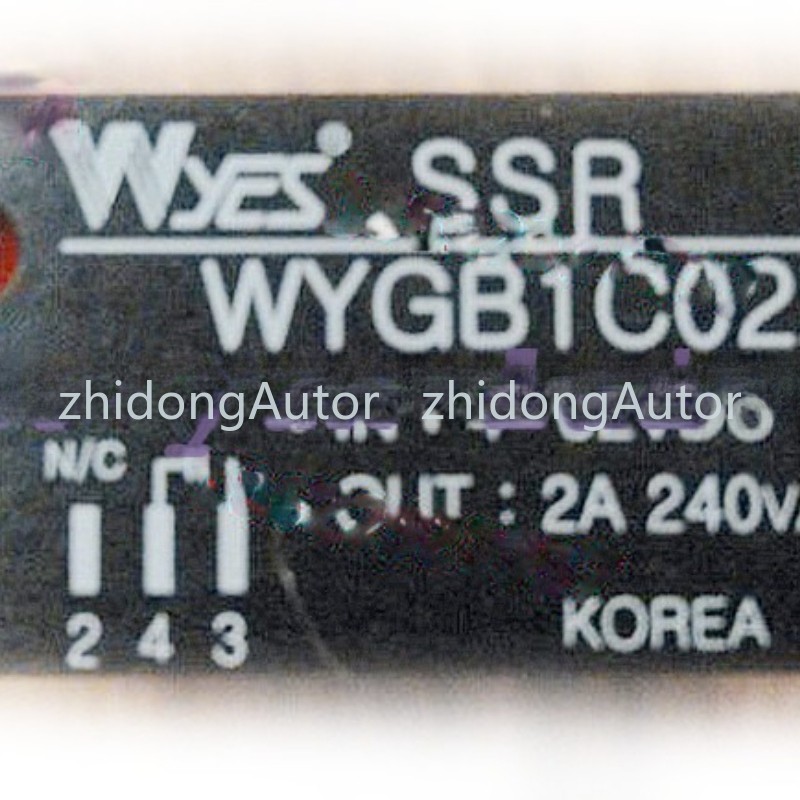 WYES SSR
WYGB1C02
zhidongAutor zhidongAutor
N/C
OUT : 2A 240V
2 4 3
KOREA